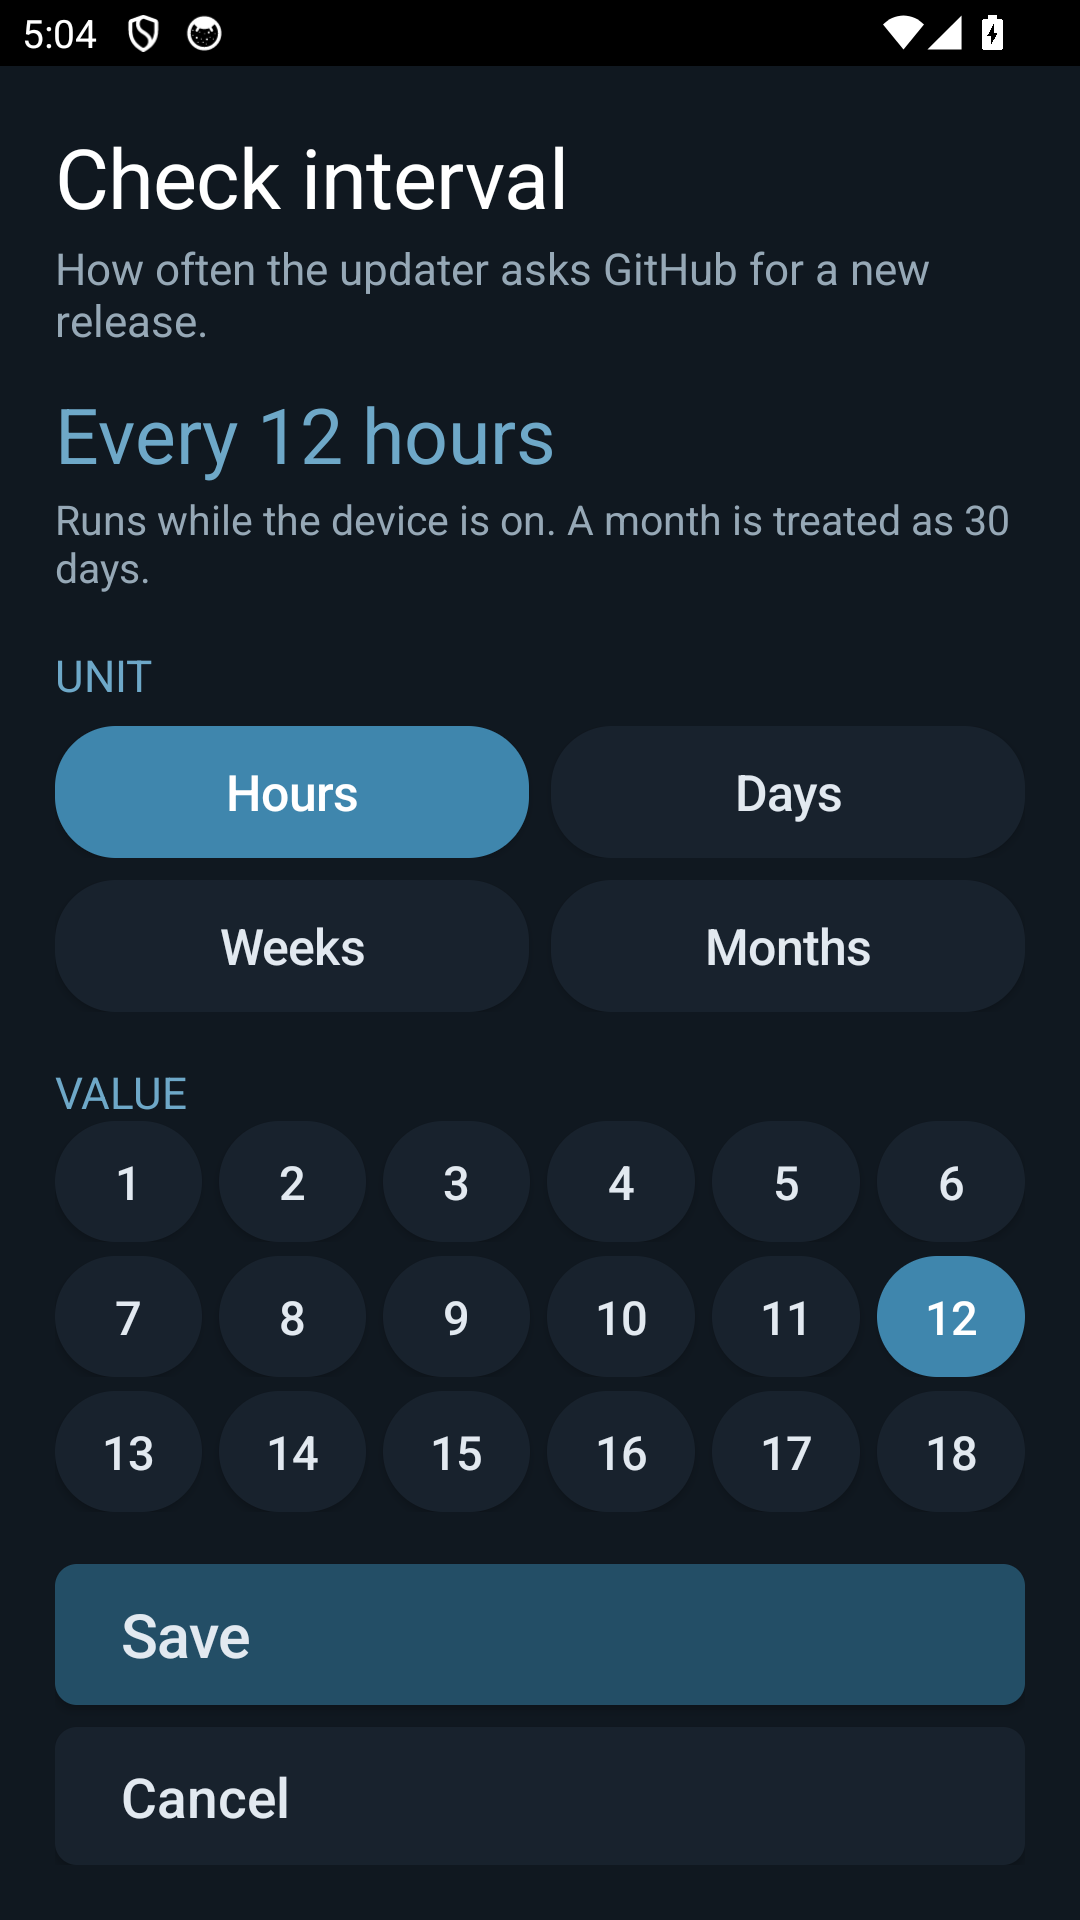 5:04
Check interval
How often the updater asks GitHub for a new
release.
Every 12 hours
Runs while the device is on. A month is treated as 30
days.
UNIT
Hours Days
Weeks Months
VALUE
1 2 3 4 5 6
7 8 9 10 11 12
13 14 15 16 17 18
Save
Cancel